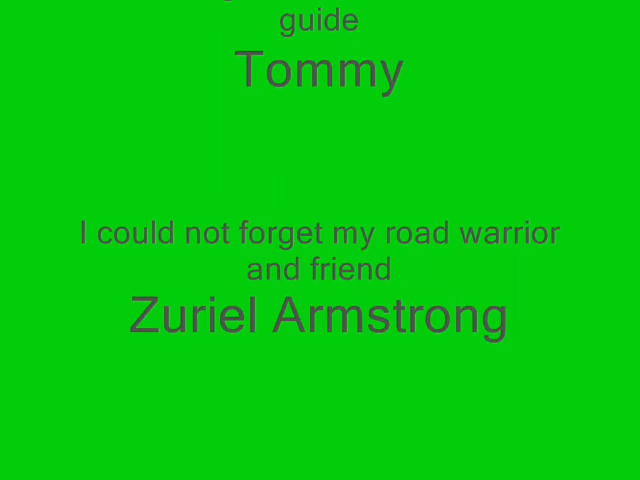 guide
Tommy
I could not forget my road warrior
and friend
Zuriel Armstrong